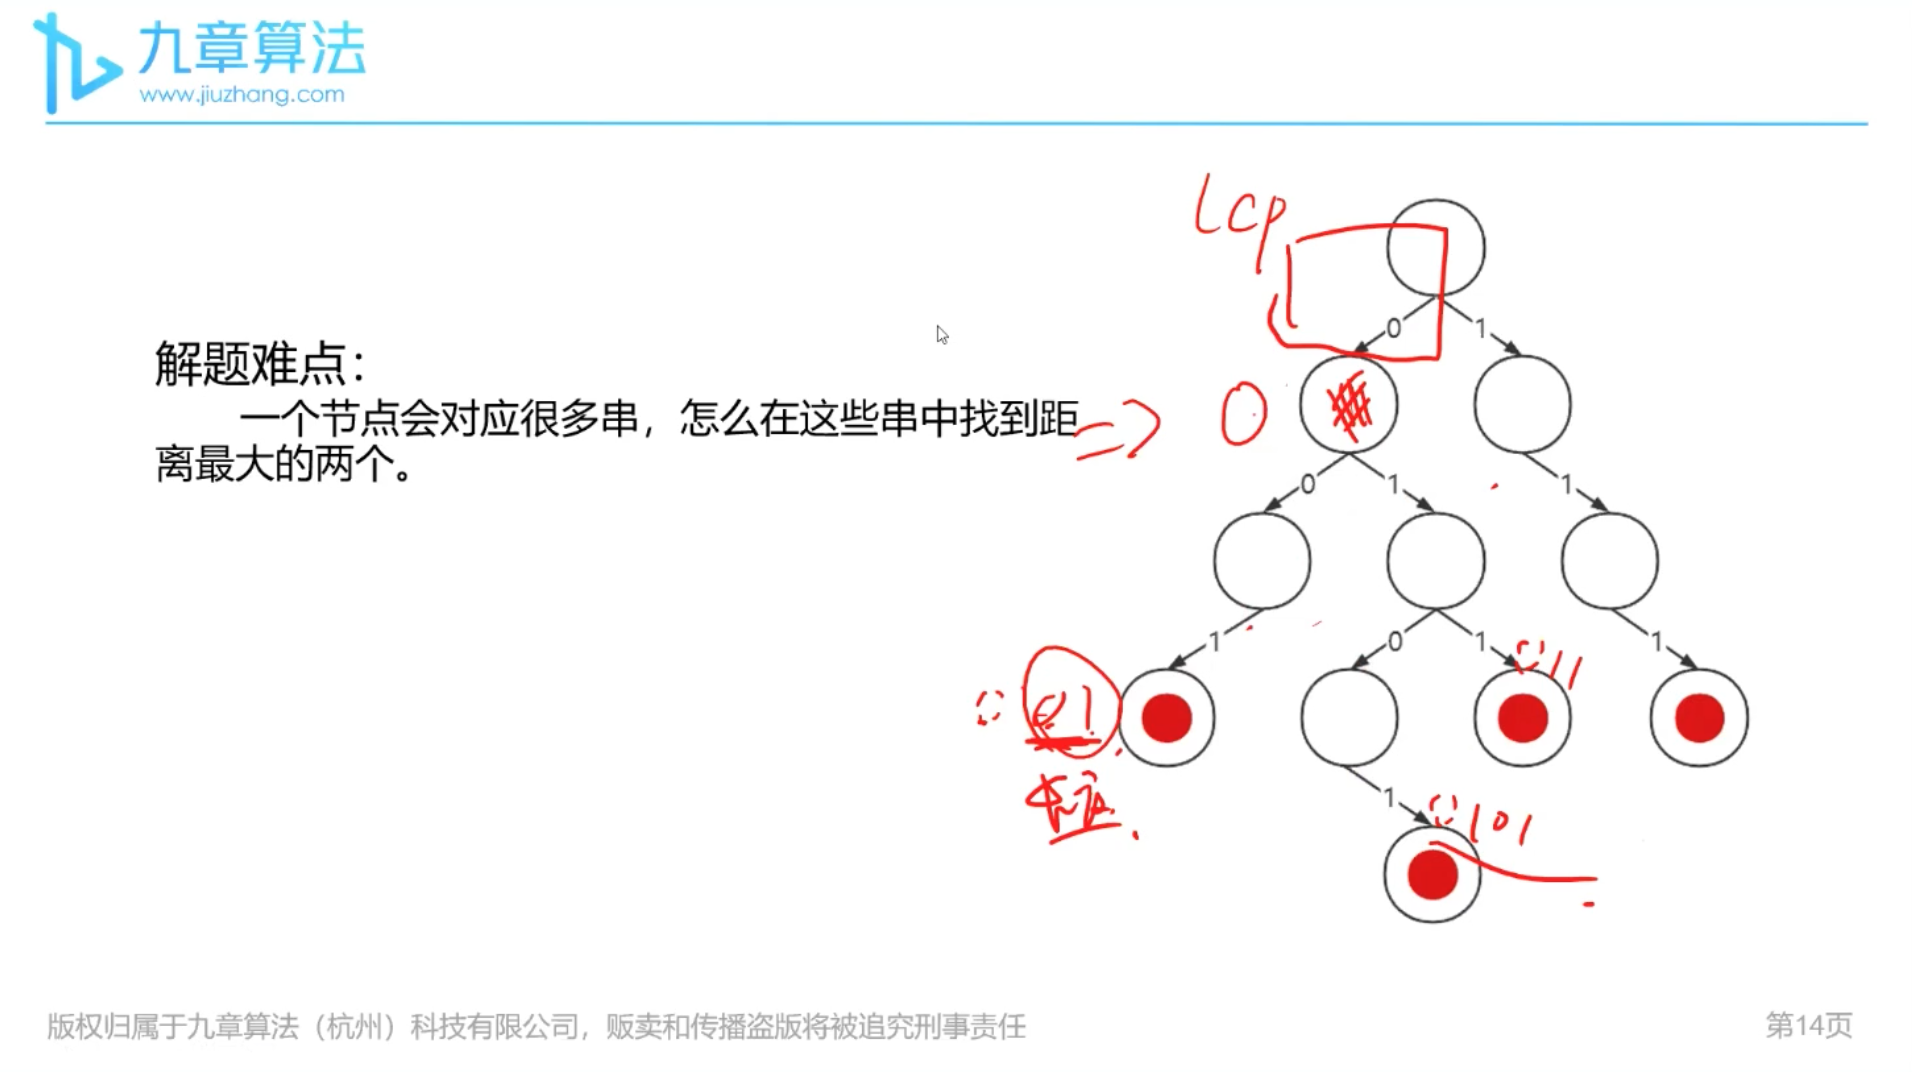 九章算法
www.jiuzhang.com
Lcp
0
1
解题难点：
一个节点会对应很多串，怎么在这些串中找到距
离最大的两个。
0
0
1
1
1
0
1
1
011
001
1
0101
版权归属于九章算法（杭州）科技有限公司，贩卖和传播盗版将被追究刑事责任
第14页